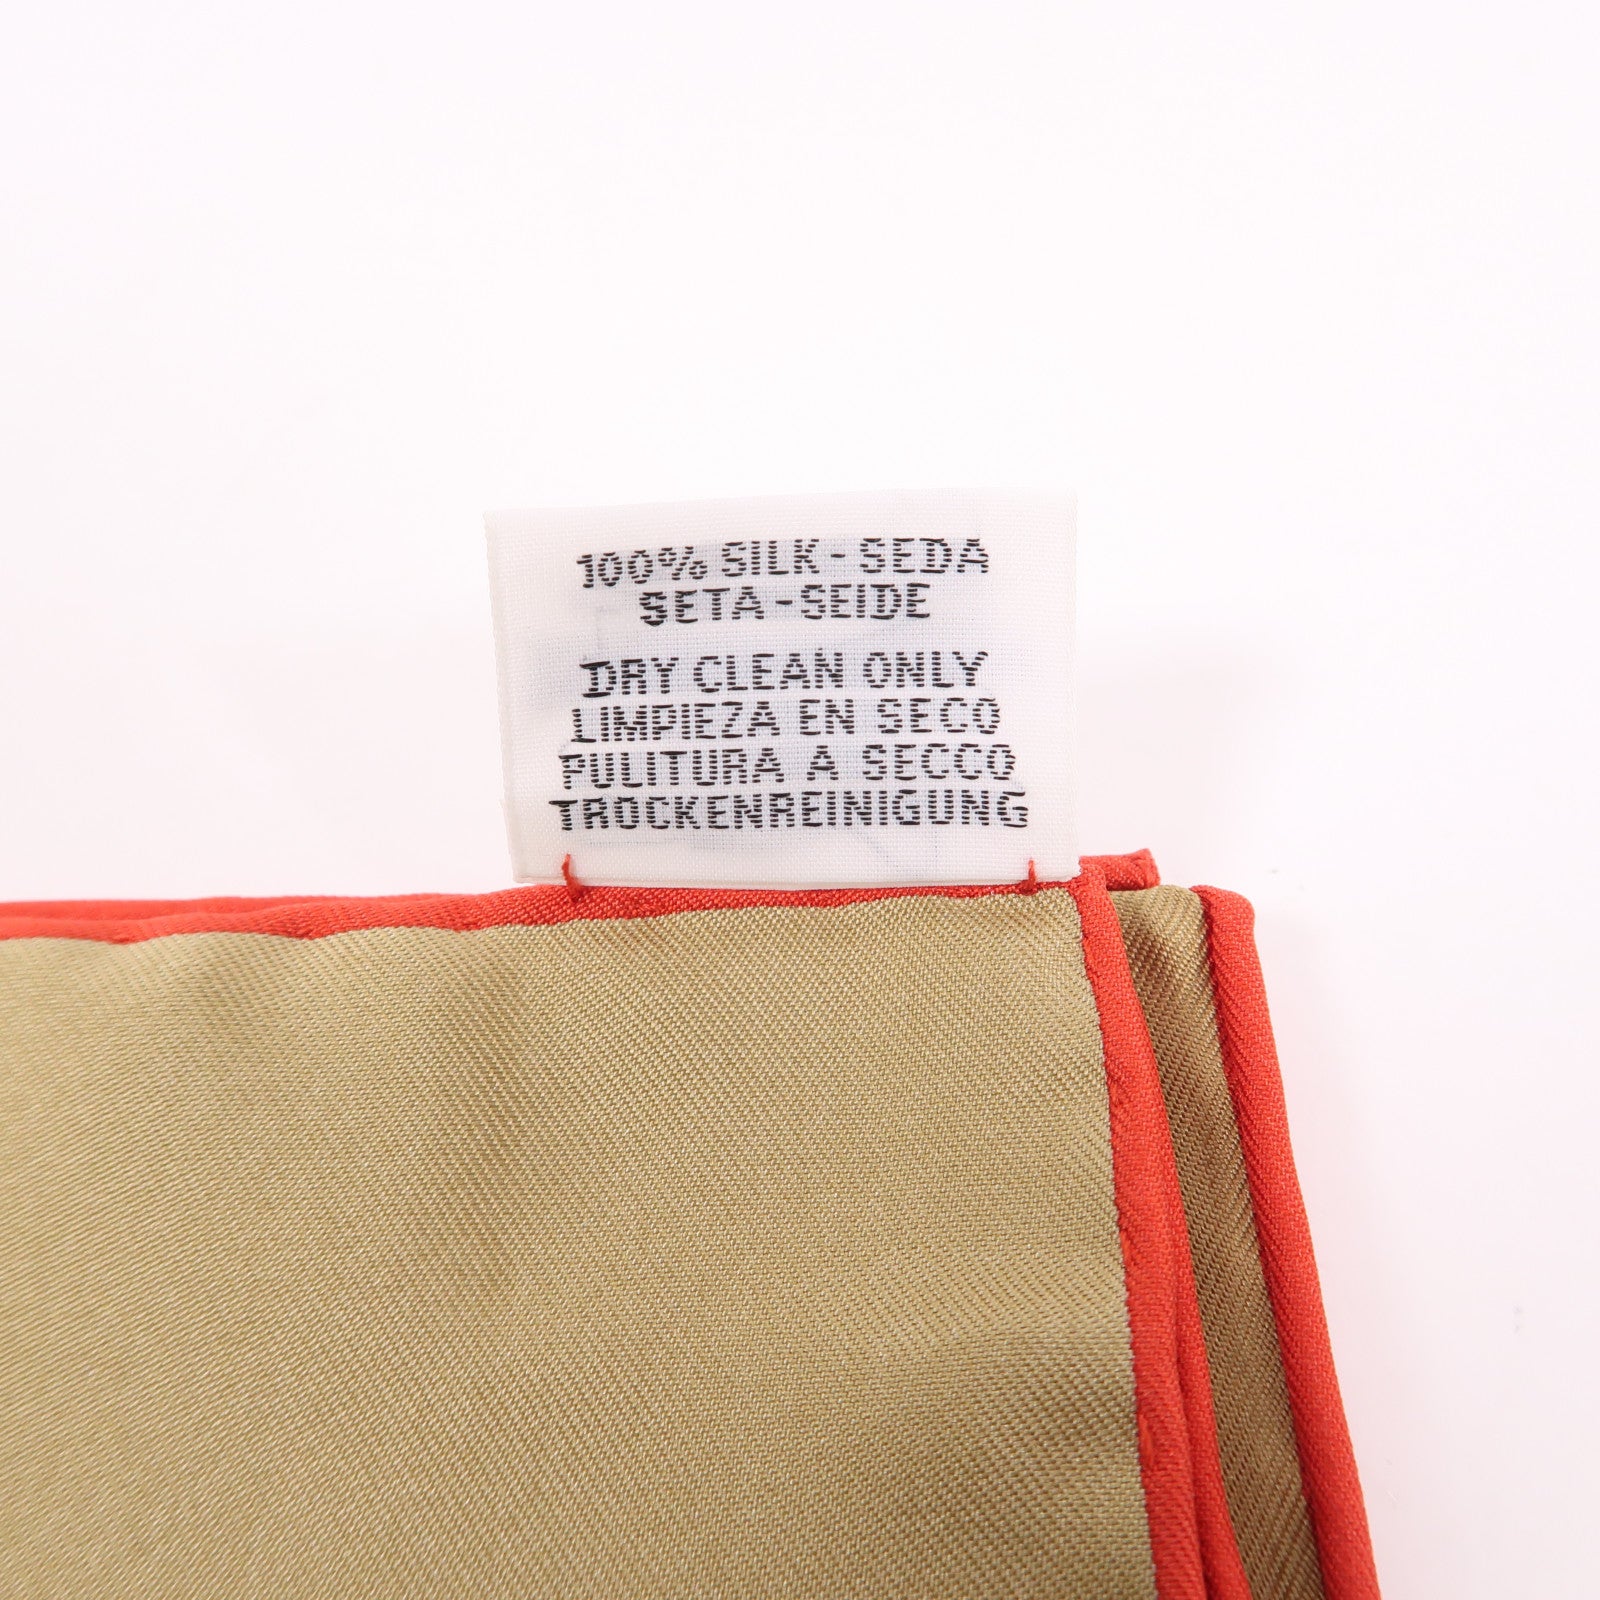 100% SILK - SEDA
SETA - SEIDE
DRY CLEAN ONLY
LIMPIEZA EN SECO
PULITURA A SECCO
TROCKENREINIGUNG